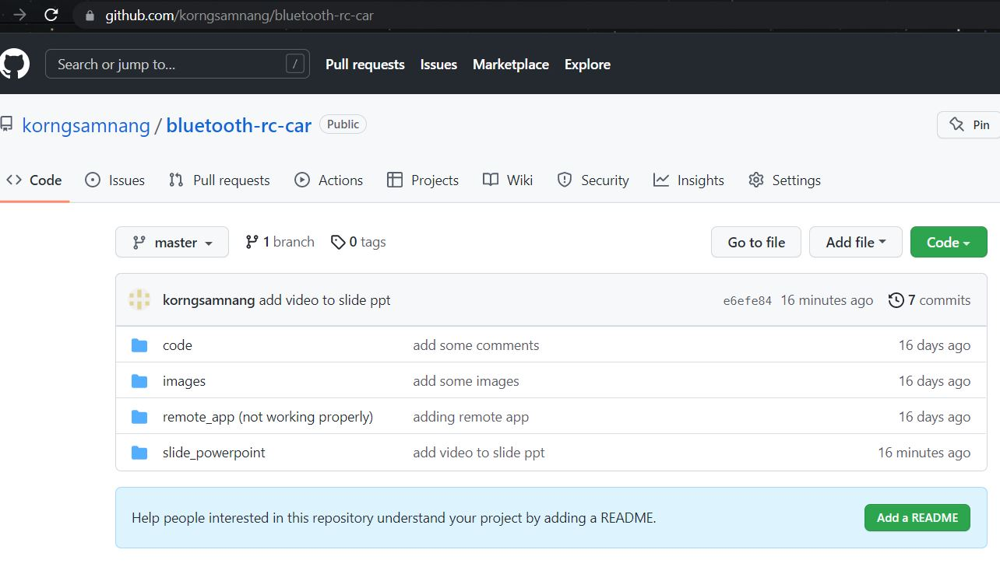 github.com/korngsamnang/bluetooth-rc-car
Search or jump to... / Pull requests Issues Marketplace Explore
korngsamnang / bluetooth-rc-car Public Pin
Code Issues Pull requests Actions Projects Wiki Security Insights Settings
master 1 branch 0 tags Go to file Add file Code
korngsamnang add video to slide ppt e6efe84 16 minutes ago 7 commits
code add some comments 16 days ago
images add some images 16 days ago
remote_app (not working properly) adding remote app 16 days ago
slide_powerpoint add video to slide ppt 16 minutes ago
Help people interested in this repository understand your project by adding a README. Add a README